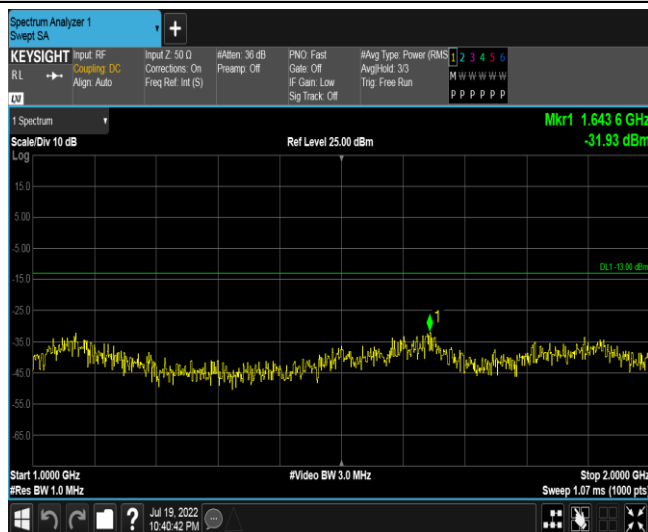 Spectrum Analyzer 1
Swept SA
+
KEYSIGHT
RL
LXI
Input: RF
Coupling: DC
Align: Auto
Input Z: 50 Ω
Corrections: On
Freq Ref: Int (S)
#Atten: 36 dB
Preamp: Off
PNO: Fast
Gate: Off
IF Gain: Low
Sig Track: Off
#Avg Type: Power (RMS
Avg|Hold: 3/3
Trig: Free Run
1 2 3 4 5 6
M W W W W W
P P P P P P
1 Spectrum
Mkr1 1.643 6 GHz
Scale/Div 10 dB
Ref Level 25.00 dBm
-31.93 dBm
Log
15.0
5.00
-5.00
DL1 -13.00 dBm
-15.0
-25.0
1
-35.0
-45.0
-55.0
-65.0
Start 1.0000 GHz
#Video BW 3.0 MHz
Stop 2.0000 GHz
#Res BW 1.0 MHz
Sweep 1.07 ms (1000 pts)
?
Jul 19, 2022
10:40:42 PM